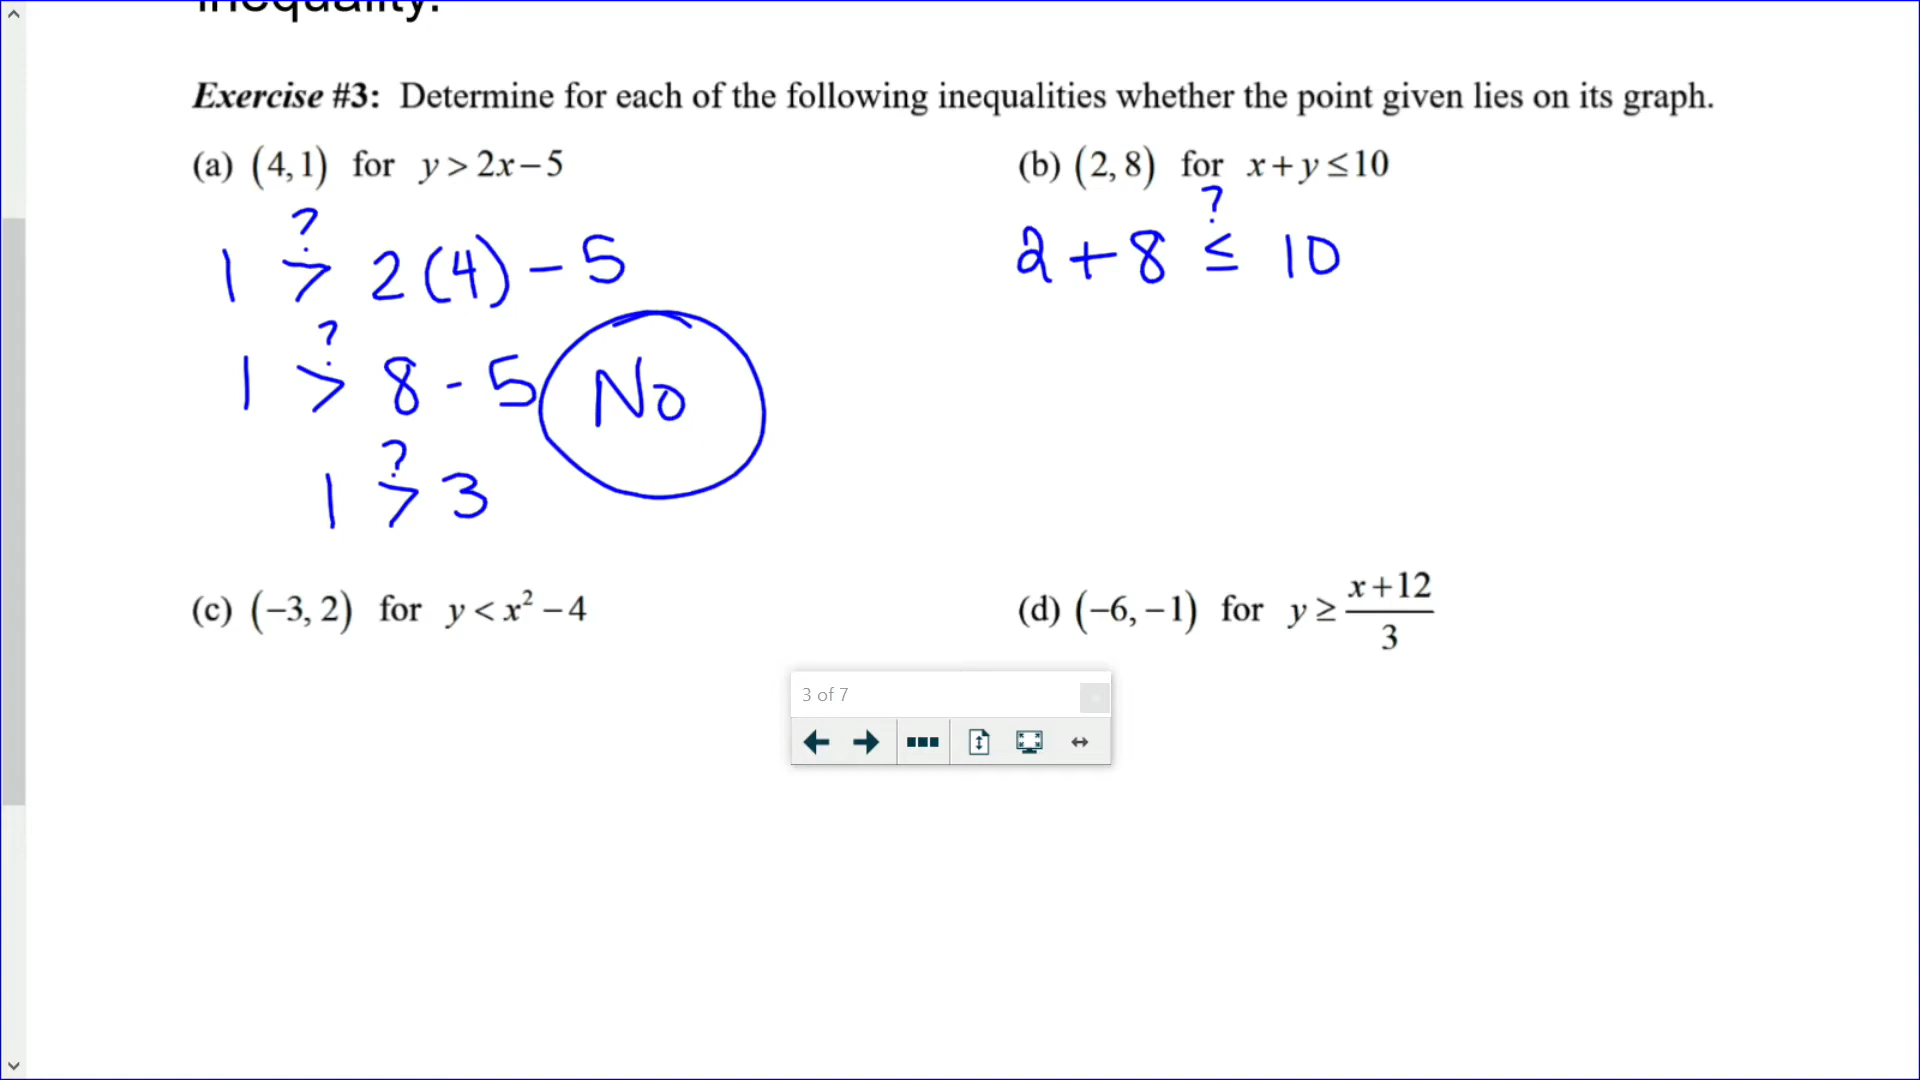 inequality.
Exercise #3: Determine for each of the following inequalities whether the point given lies on its graph.
(a) (4,1) for y > 2x − 5
(b) (2,8) for x + y ≤ 10
?
1 > 2(4) − 5
?
1 > 8 - 5
No
?
1 > 3
?
2 + 8 ≤ 10
(c) (−3, 2) for y < x² − 4
(d) (−6, −1) for y ≥ (x+12)/3
3 of 7